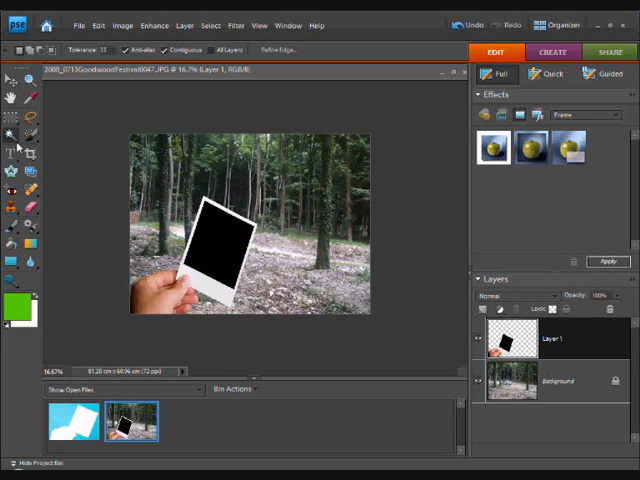 pse File Edit Image Enhance Layer Select Filter View Window Help Undo Redo Organizer
Tolerance: 32 Anti-alias Contiguous All Layers Refine Edge...
EDIT CREATE SHARE
2008_0713GoodwoodFestival0047.JPG @ 16.7% (Layer 1, RGB/8)
Full Quick Guided
Effects
Frame
Apply
Layers
Normal Opacity: 100%
Lock:
Layer 1
Background
16.67% 81.28 cm x 60.96 cm (72 ppi)
Show Open Files Bin Actions
Hide Project Bin